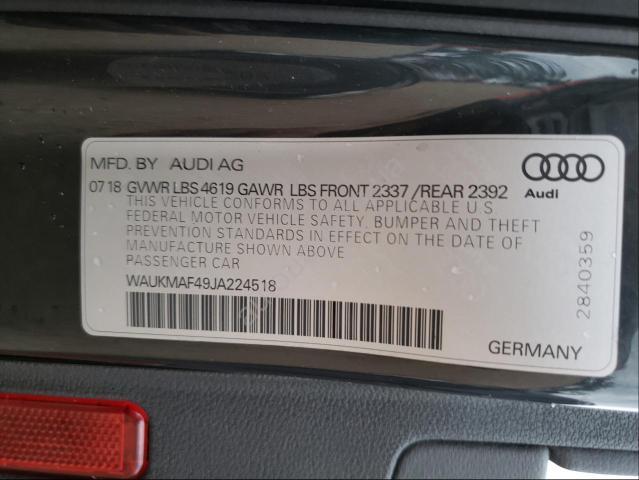 MFD. BY AUDI AG
07 18 GVWR LBS 4619 GAWR LBS FRONT 2337 /REAR 2392
THIS VEHICLE CONFORMS TO ALL APPLICABLE U.S.
FEDERAL MOTOR VEHICLE SAFETY, BUMPER AND THEFT
PREVENTION STANDARDS IN EFFECT ON THE DATE OF
MANUFACTURE SHOWN ABOVE
PASSENGER CAR
WAUKMAF49JA224518
Audi
2840359
GERMANY